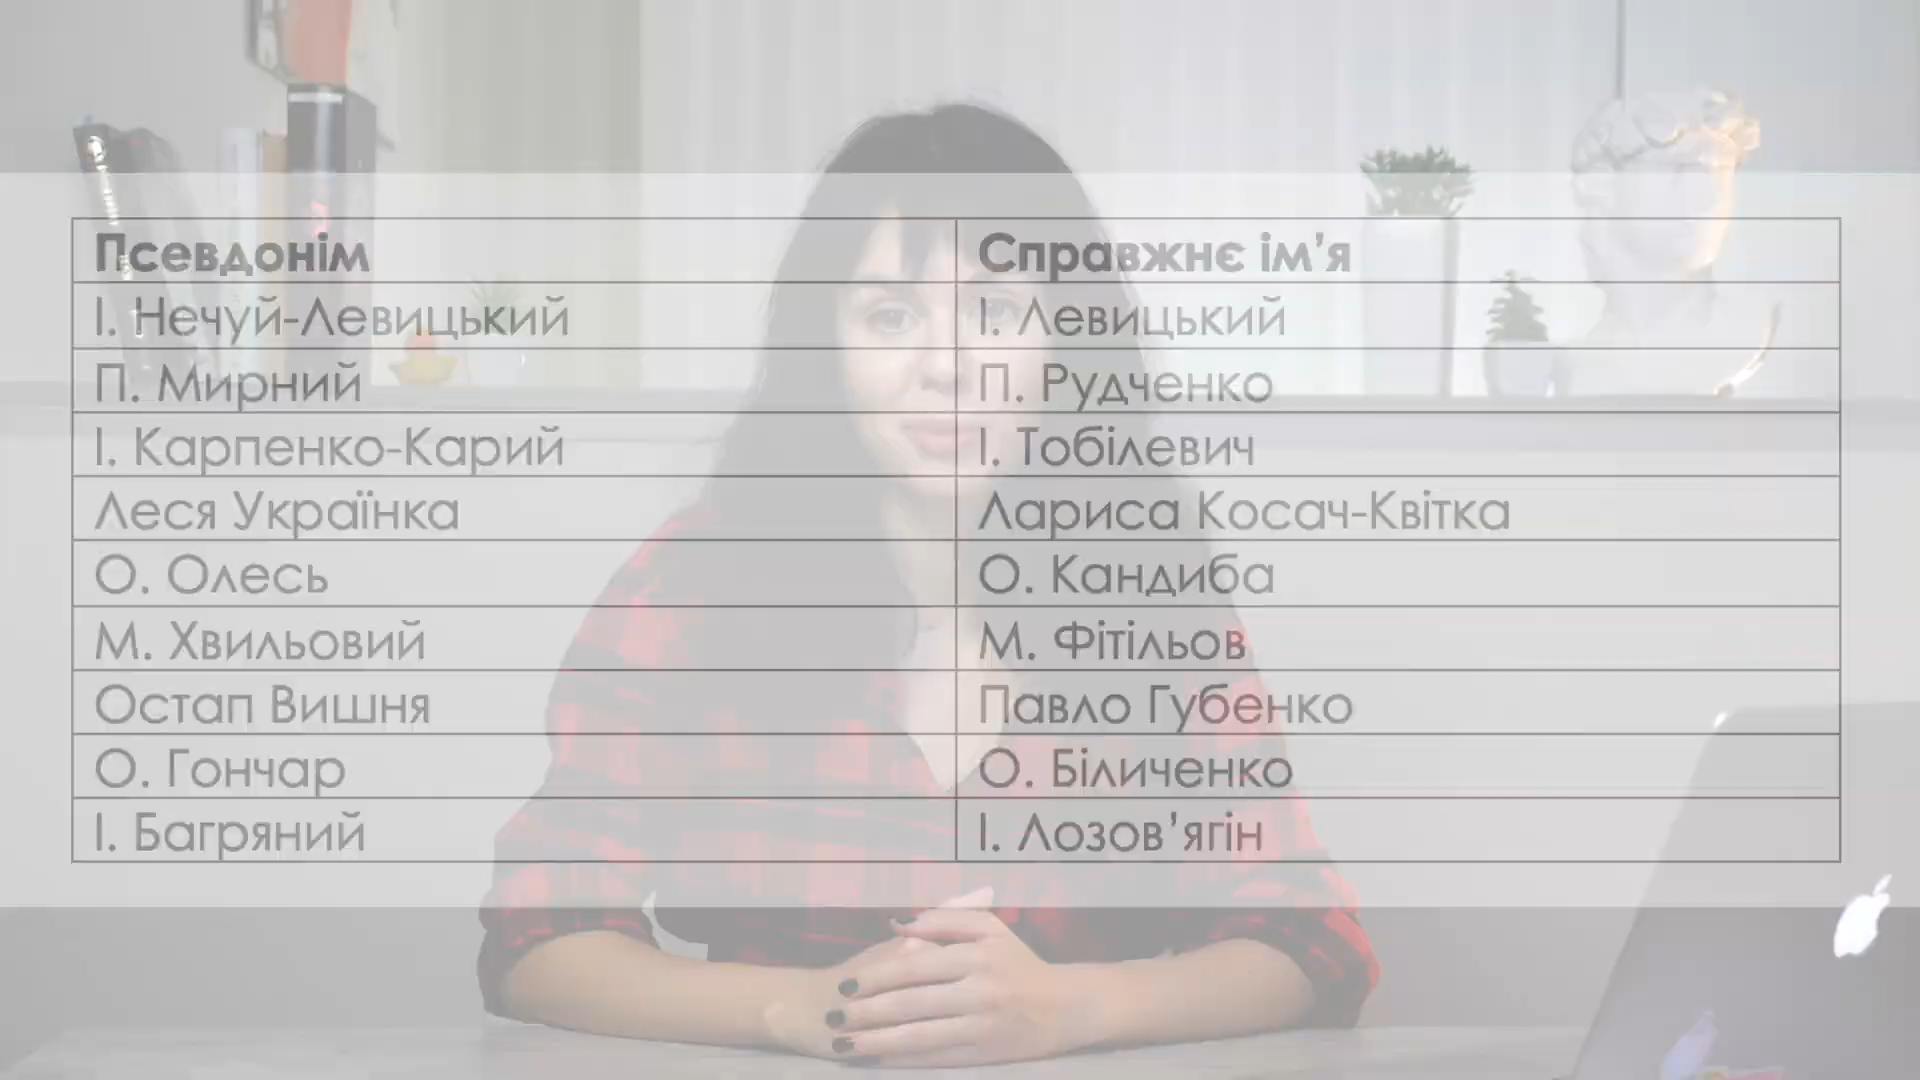 Псевдонім Справжнє ім’я
І. Нечуй-Левицький І. Левицький
П. Мирний П. Рудченко
І. Карпенко-Карий І. Тобілевич
Леся Українка Лариса Косач-Квітка
О. Олесь О. Кандиба
М. Хвильовий М. Фітільов
Остап Вишня Павло Губенко
О. Гончар О. Біличенко
І. Багряний І. Лозов’ягін